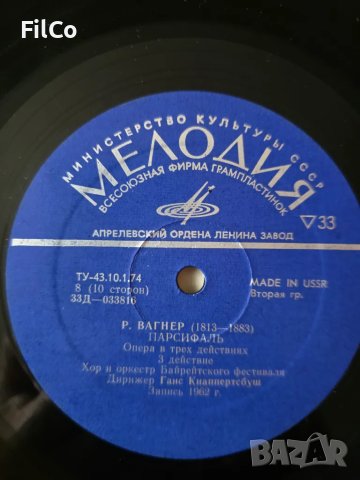 FilCo
МИНИСТЕРСТВО КУЛЬТУРЫ СССР
МЕЛОДИЯ
ВСЕСОЮЗНАЯ ФИРМА ГРАМПЛАСТИНОК
▽33
АПРЕЛЕВСКИЙ ОРДЕНА ЛЕНИНА ЗАВОД
ТУ-43.10.1.74
8 (10 сторон)
33Д—033816
MADE IN USSR
Вторая гр.
Р. ВАГНЕР (1813—1883)
ПАРСИФАЛЬ
Опера в трех действиях
3 действие
Хор и оркестр Байрейтского фестиваля
Дирижер Ганс Кнаппертсбуш
Запись 1962 г.
BAZAR
bg